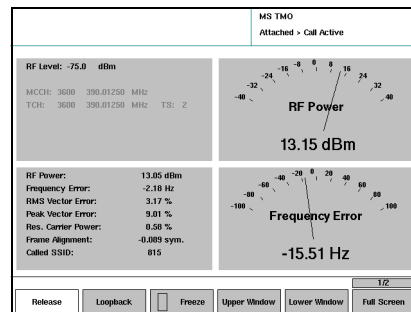 MS TMO
Attached > Call Active
RF Level: -75.0 dBm
MCCH: 3600 390.01250 MHz
TCH: 3600 390.01250 MHz TS: 2
-40 -32 -24 -16 -8 0 8 16 24 32 40
RF Power
13.15 dBm
RF Power: 13.05 dBm
Frequency Error: -2.18 Hz
RMS Vector Error: 3.17 %
Peak Vector Error: 9.01 %
Res. Carrier Power: 0.58 %
Frame Alignment: -0.089 sym.
Called SSID: 815
-100 -80 -60 -40 -20 0 20 40 60 80 100
Frequency Error
-15.51 Hz
1/2
Release Loopback Freeze Upper Window Lower Window Full Screen